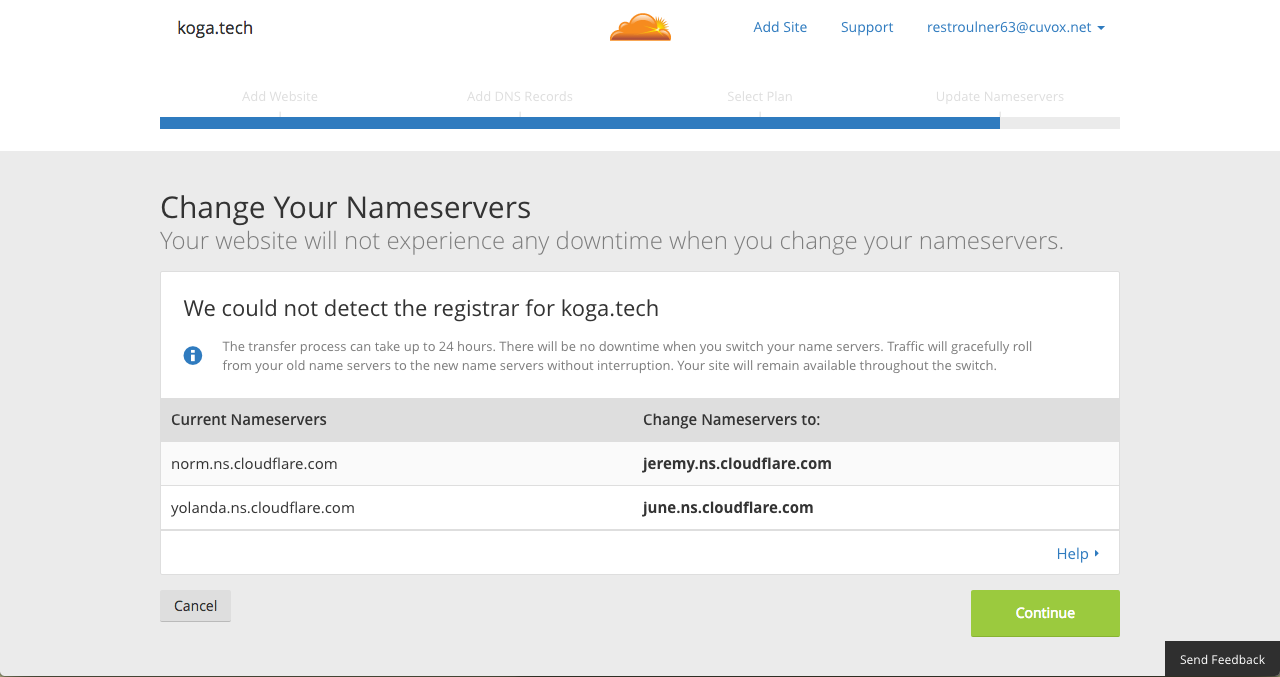 koga.tech
Add Site
Support
restroulner63@cuvox.net
Add Website
Add DNS Records
Select Plan
Update Nameservers
Change Your Nameservers
Your website will not experience any downtime when you change your nameservers.
We could not detect the registrar for koga.tech
The transfer process can take up to 24 hours. There will be no downtime when you switch your name servers. Traffic will gracefully roll
from your old name servers to the new name servers without interruption. Your site will remain available throughout the switch.
Current Nameservers
Change Nameservers to:
norm.ns.cloudflare.com
jeremy.ns.cloudflare.com
yolanda.ns.cloudflare.com
june.ns.cloudflare.com
Help
Cancel
Continue
Send Feedback